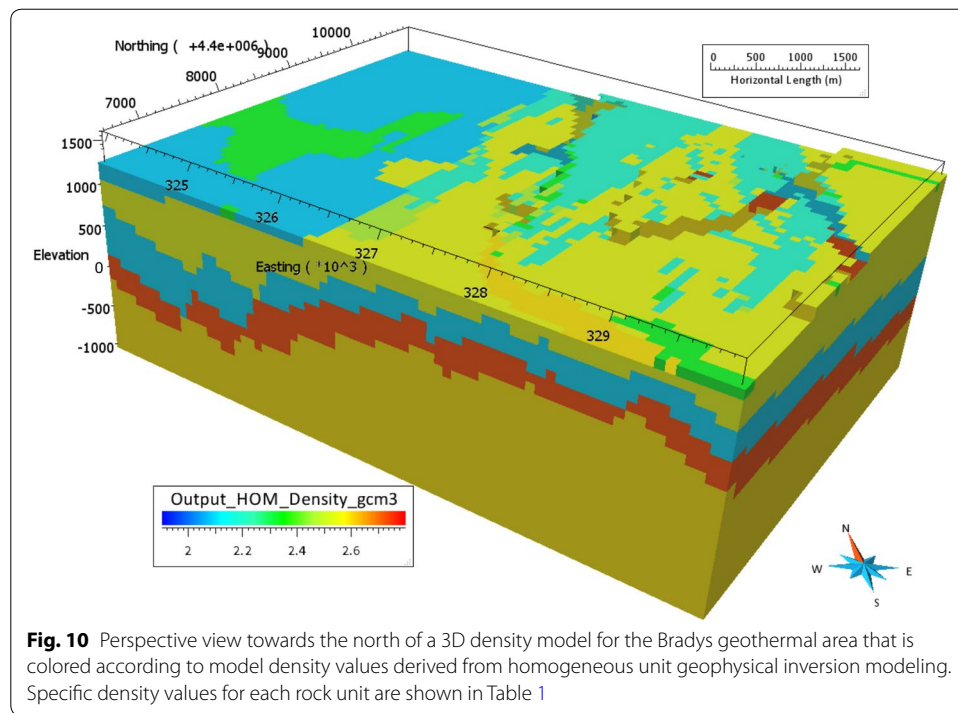 Northing ( +4.4e+006)
7000
8000
9000
10000
0 500 1000 1500
Horizontal Length (m)
1500
1000
500
Elevation
0
-500
-1000
325
326
327
Easting ( '10^3 )
328
329
Output_HOM_Density_gcm3
2 2.2 2.4 2.6
N
W E
S
Fig. 10 Perspective view towards the north of a 3D density model for the Bradys geothermal area that is
colored according to model density values derived from homogeneous unit geophysical inversion modeling.
Specific density values for each rock unit are shown in Table 1